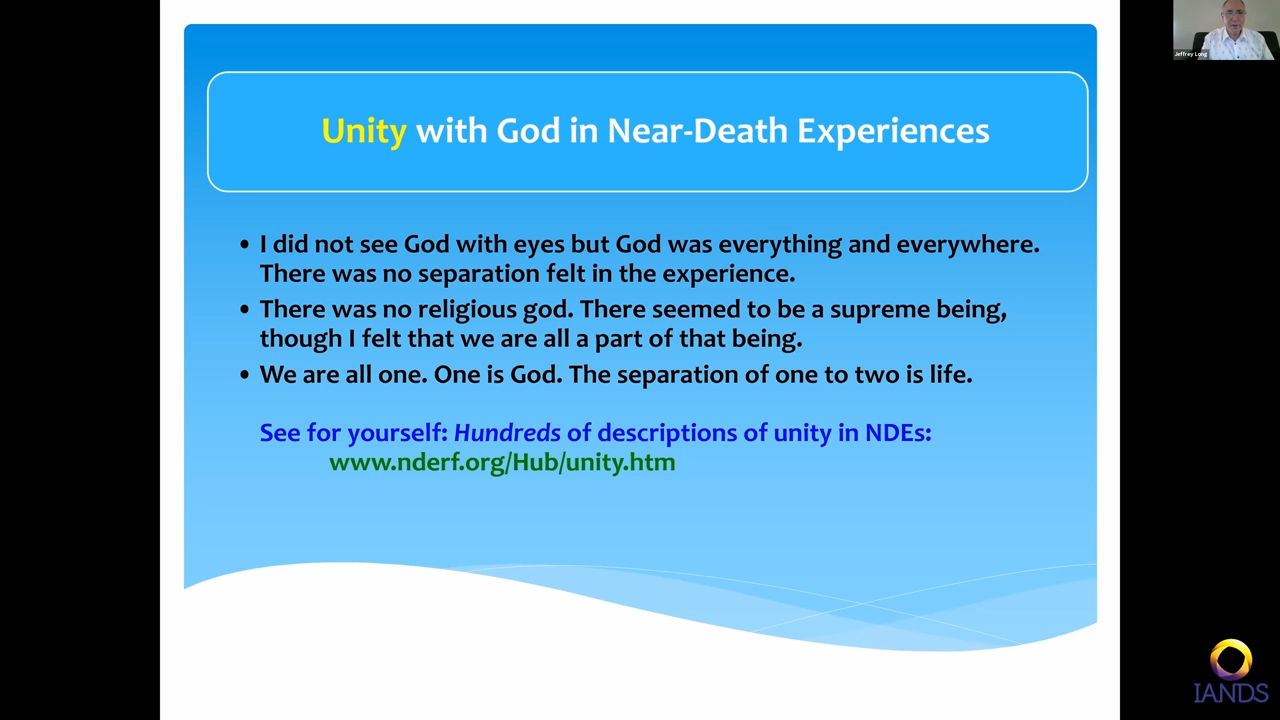 Jeffrey Long
Unity with God in Near-Death Experiences
• I did not see God with eyes but God was everything and everywhere.
There was no separation felt in the experience.
• There was no religious god. There seemed to be a supreme being,
though I felt that we are all a part of that being.
• We are all one. One is God. The separation of one to two is life.
See for yourself: Hundreds of descriptions of unity in NDEs:
www.nderf.org/Hub/unity.htm
IANDS